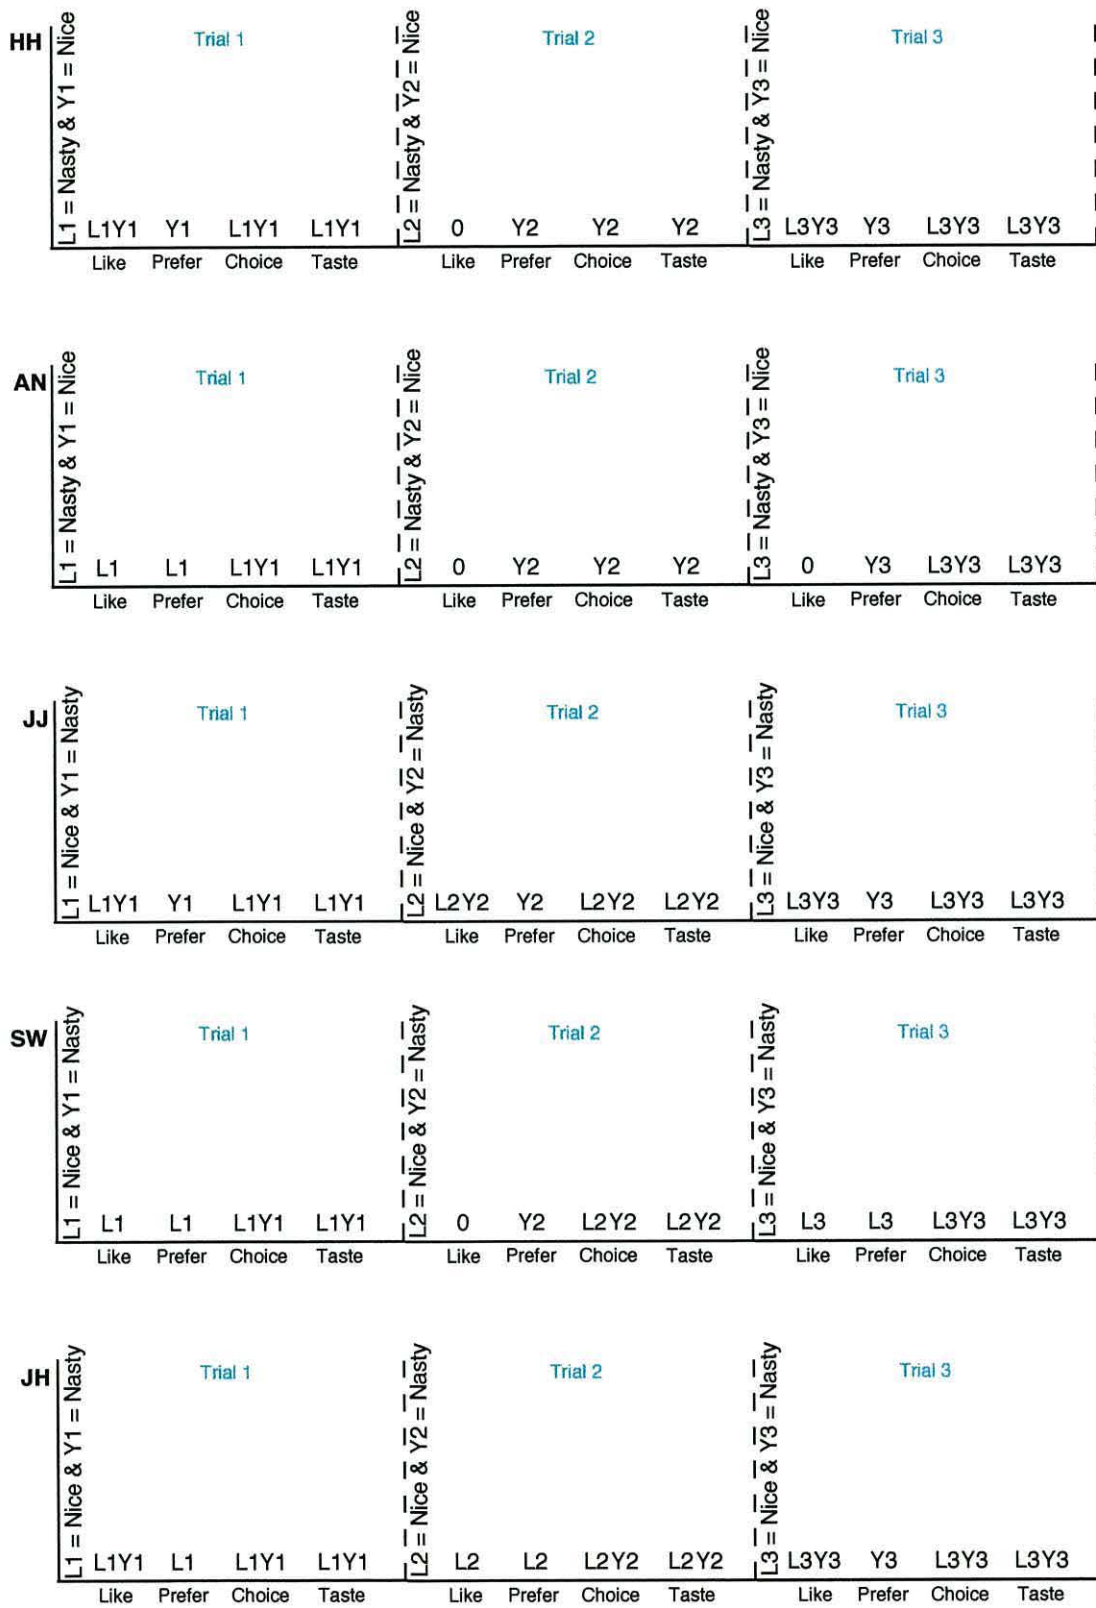 HH
L1 = Nasty & Y1 = Nice
Trial 1
L2 = Nasty & Y2 = Nice
Trial 2
L3 = Nasty & Y3 = Nice
Trial 3
L1Y1 Y1 L1Y1 L1Y1 0 Y2 Y2 Y2 L3Y3 Y3 L3Y3 L3Y3
Like Prefer Choice Taste Like Prefer Choice Taste Like Prefer Choice Taste
AN
L1 = Nasty & Y1 = Nice
Trial 1
L2 = Nasty & Y2 = Nice
Trial 2
L3 = Nasty & Y3 = Nice
Trial 3
L1 L1 L1Y1 L1Y1 0 Y2 Y2 Y2 0 Y3 L3Y3 L3Y3
Like Prefer Choice Taste Like Prefer Choice Taste Like Prefer Choice Taste
JJ
L1 = Nice & Y1 = Nasty
Trial 1
L2 = Nice & Y2 = Nasty
Trial 2
L3 = Nice & Y3 = Nasty
Trial 3
L1Y1 Y1 L1Y1 L1Y1 L2Y2 Y2 L2Y2 L2Y2 L3Y3 Y3 L3Y3 L3Y3
Like Prefer Choice Taste Like Prefer Choice Taste Like Prefer Choice Taste
SW
L1 = Nice & Y1 = Nasty
Trial 1
L2 = Nice & Y2 = Nasty
Trial 2
L3 = Nice & Y3 = Nasty
Trial 3
L1 L1 L1Y1 L1Y1 0 Y2 L2Y2 L2Y2 L3 L3 L3Y3 L3Y3
Like Prefer Choice Taste Like Prefer Choice Taste Like Prefer Choice Taste
JH
L1 = Nice & Y1 = Nasty
Trial 1
L2 = Nice & Y2 = Nasty
Trial 2
L3 = Nice & Y3 = Nasty
Trial 3
L1Y1 L1 L1Y1 L1Y1 L2 L2 L2Y2 L2Y2 L3Y3 Y3 L3Y3 L3Y3
Like Prefer Choice Taste Like Prefer Choice Taste Like Prefer Choice Taste